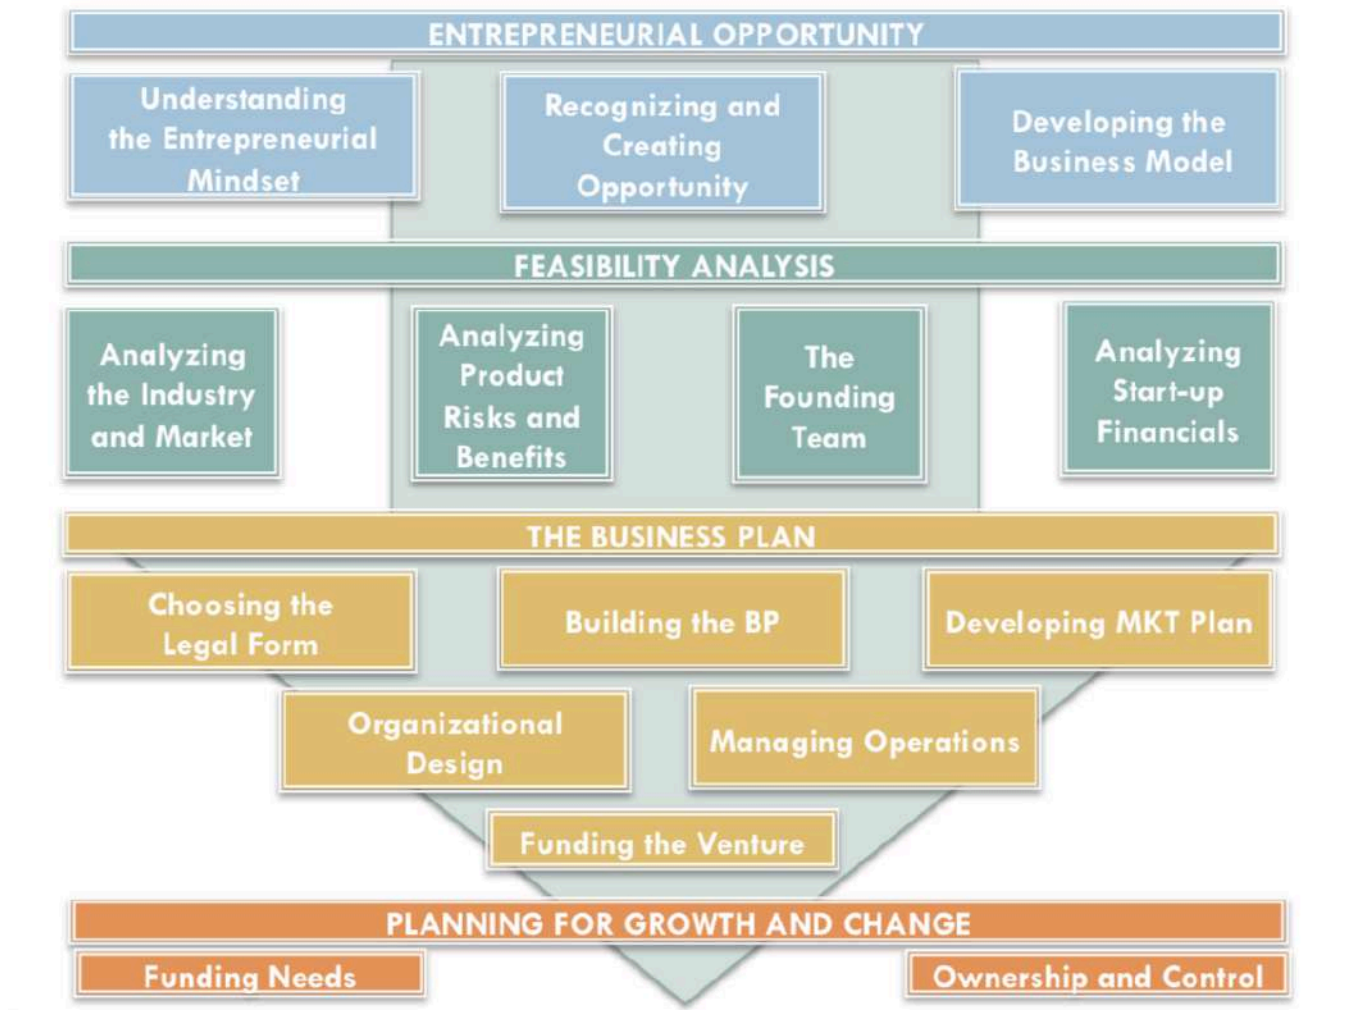 ENTREPRENEURIAL OPPORTUNITY
Understanding
the Entrepreneurial
Mindset
Recognizing and
Creating
Opportunity
Developing the
Business Model
FEASIBILITY ANALYSIS
Analyzing
the Industry
and Market
Analyzing
Product
Risks and
Benefits
The
Founding
Team
Analyzing
Start-up
Financials
THE BUSINESS PLAN
Choosing the
Legal Form
Building the BP
Developing MKT Plan
Organizational
Design
Managing Operations
Funding the Venture
PLANNING FOR GROWTH AND CHANGE
Funding Needs
Ownership and Control